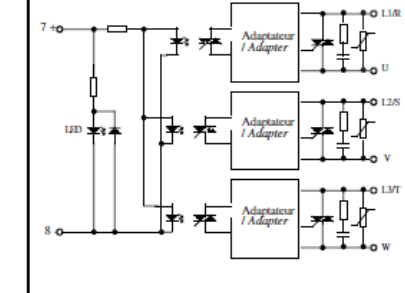 L1/R
7 +
Adaptateur
/ Adapter
U
L2/S
LED
Adaptateur
/ Adapter
V
L3/T
Adaptateur
/ Adapter
8
W